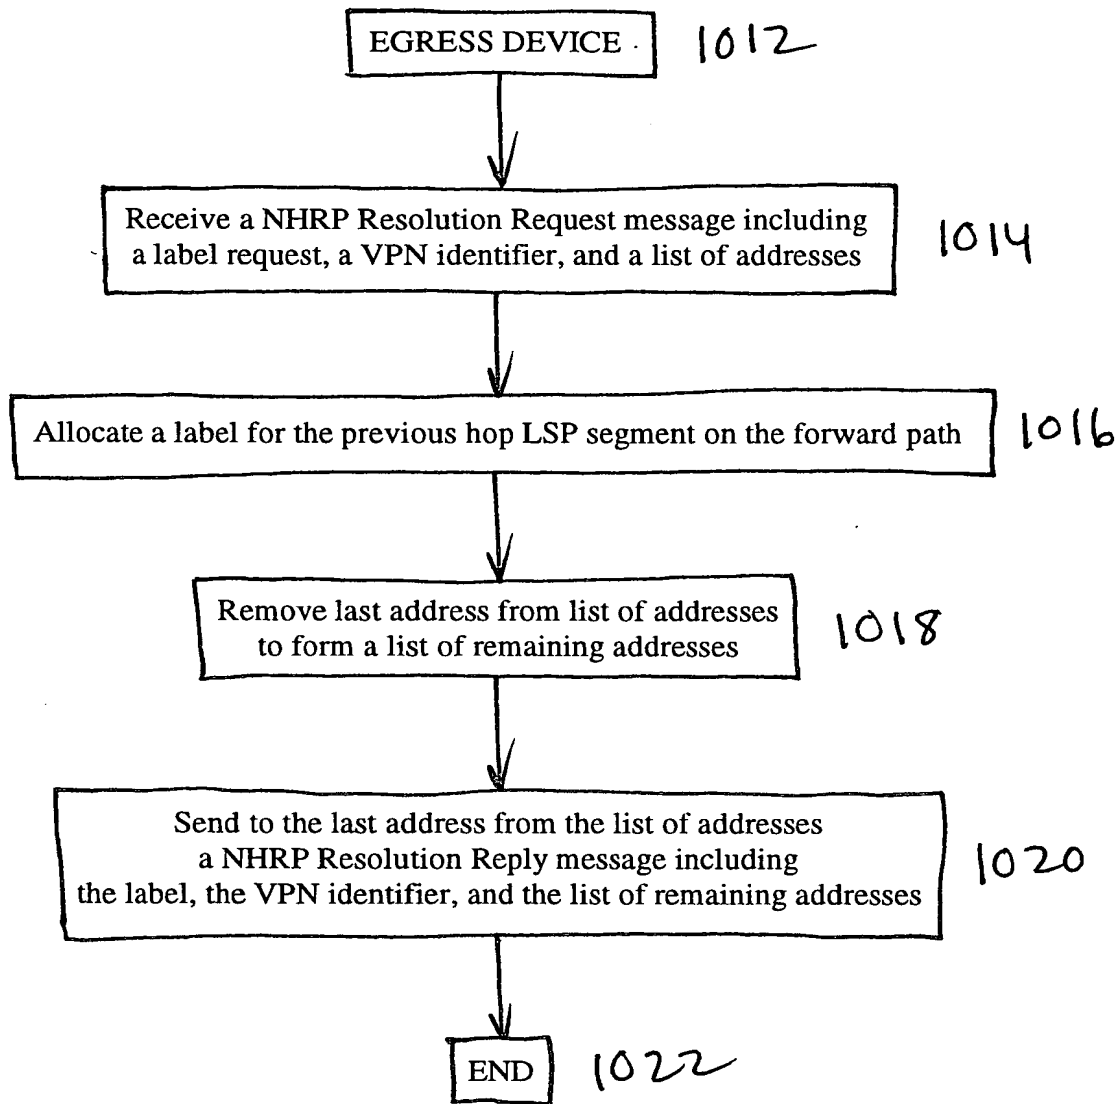 EGRESS DEVICE 1012
Receive a NHRP Resolution Request message including
a label request, a VPN identifier, and a list of addresses
1014
Allocate a label for the previous hop LSP segment on the forward path 1016
Remove last address from list of addresses
to form a list of remaining addresses
1018
Send to the last address from the list of addresses
a NHRP Resolution Reply message including
the label, the VPN identifier, and the list of remaining addresses
1020
END 1022